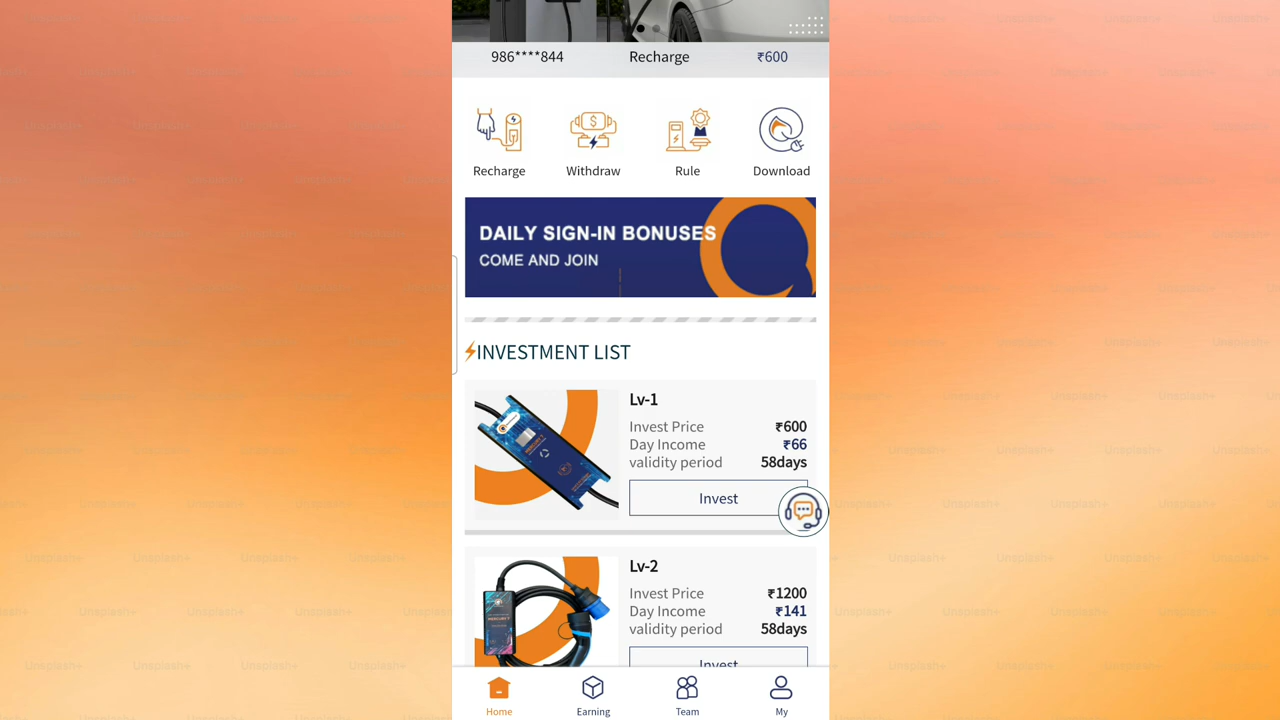 986****844 Recharge ₹600
Recharge Withdraw Rule Download
DAILY SIGN-IN BONUSES
COME AND JOIN
INVESTMENT LIST
Lv-1
Invest Price ₹600
Day Income ₹66
validity period 58days
Invest
Lv-2
Invest Price ₹1200
Day Income ₹141
validity period 58days
Invest
Home Earning Team My